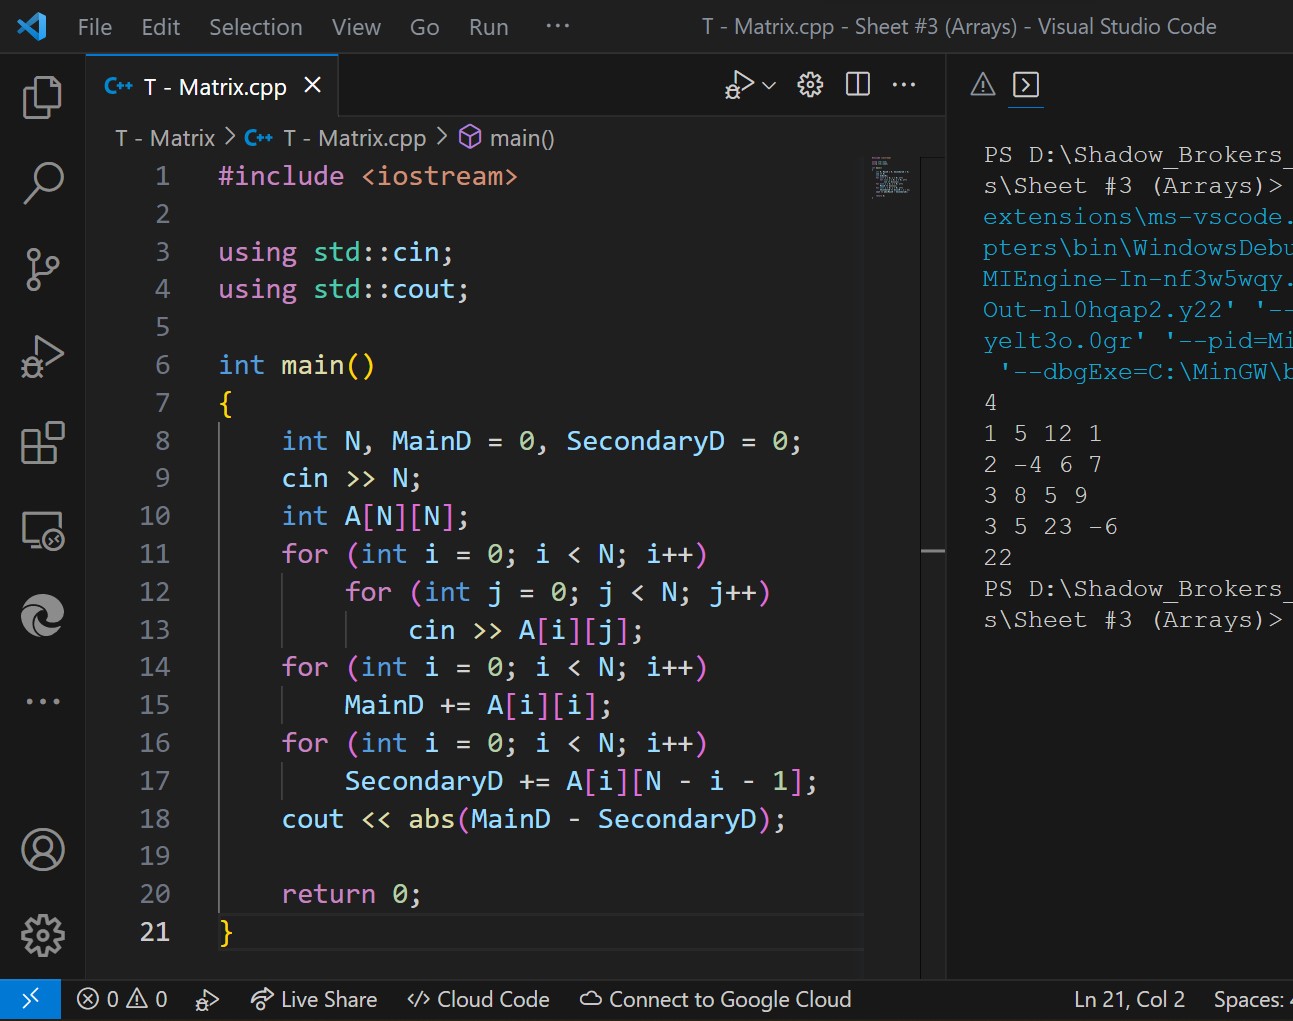 File Edit Selection View Go Run ··· T - Matrix.cpp - Sheet #3 (Arrays) - Visual Studio Code
C++ T - Matrix.cpp
T - Matrix > C++ T - Matrix.cpp > main()
1 #include <iostream>
2
3 using std::cin;
4 using std::cout;
5
6 int main()
7 {
8 int N, MainD = 0, SecondaryD = 0;
9 cin >> N;
10 int A[N][N];
11 for (int i = 0; i < N; i++)
12 for (int j = 0; j < N; j++)
13 cin >> A[i][j];
14 for (int i = 0; i < N; i++)
15 MainD += A[i][i];
16 for (int i = 0; i < N; i++)
17 SecondaryD += A[i][N - i - 1];
18 cout << abs(MainD - SecondaryD);
19
20 return 0;
21 }
PS D:\Shadow_Brokers_
s\Sheet #3 (Arrays)>
extensions\ms-vscode.
pters\bin\WindowsDebu
MIEngine-In-nf3w5wqy.
Out-nl0hqap2.y22' '--
yelt3o.0gr' '--pid=Mi
'--dbgExe=C:\MinGW\b
4
1 5 12 1
2 -4 6 7
3 8 5 9
3 5 23 -6
22
PS D:\Shadow_Brokers_
s\Sheet #3 (Arrays)>
0 0 Live Share Cloud Code Connect to Google Cloud Ln 21, Col 2 Spaces: